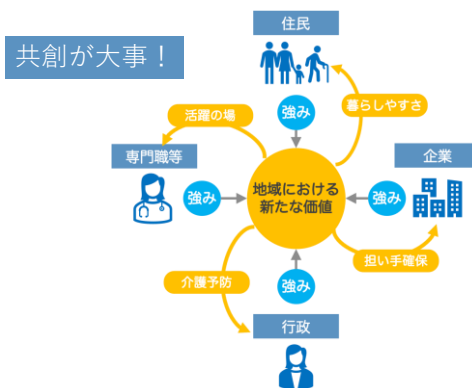 共創が大事！
住民
強み
暮らしやすさ
活躍の場
専門職等
強み
地域における
新たな価値
強み
企業
担い手確保
介護予防
強み
行政